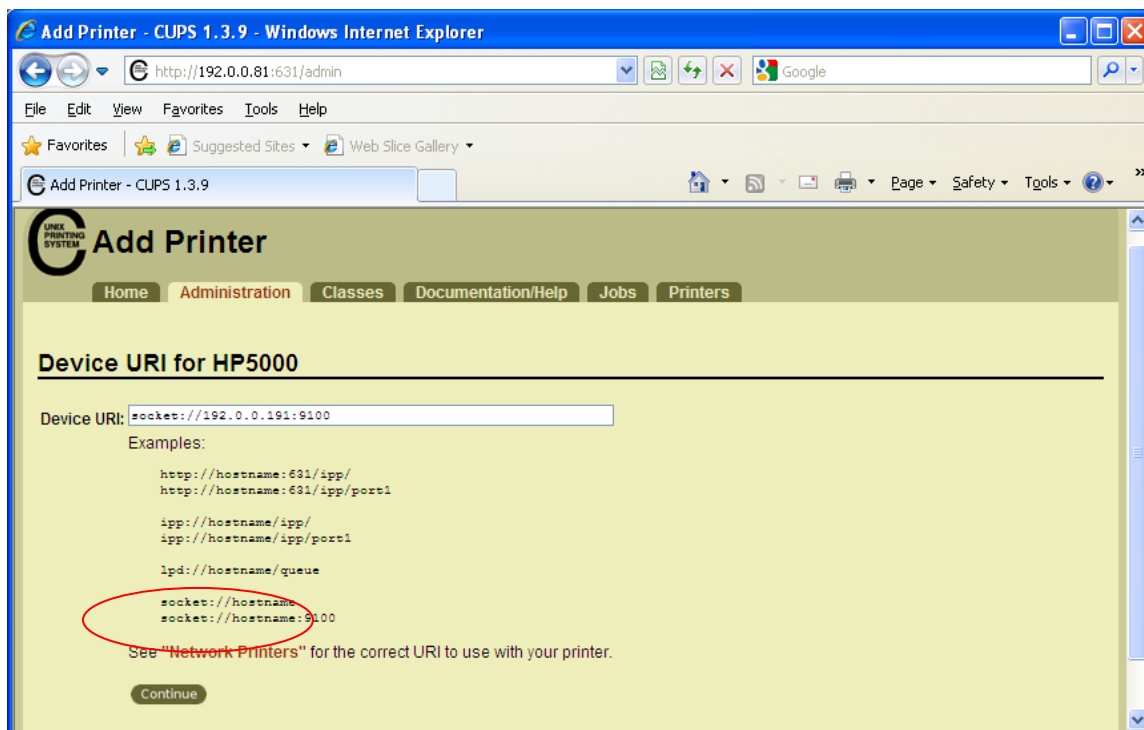 Add Printer - CUPS 1.3.9 - Windows Internet Explorer
http://192.0.0.81:631/admin
Google
File Edit View Favorites Tools Help
Favorites Suggested Sites Web Slice Gallery
Add Printer - CUPS 1.3.9
Page Safety Tools
UNIX
PRINTING
SYSTEM
Add Printer
Home Administration Classes Documentation/Help Jobs Printers
Device URI for HP5000
Device URI: socket://192.0.0.191:9100
Examples:
http://hostname:631/ipp/
http://hostname:631/ipp/port1
ipp://hostname/ipp/
ipp://hostname/ipp/port1
lpd://hostname/queue
socket://hostname
socket://hostname:9100
See "Network Printers" for the correct URI to use with your printer.
Continue